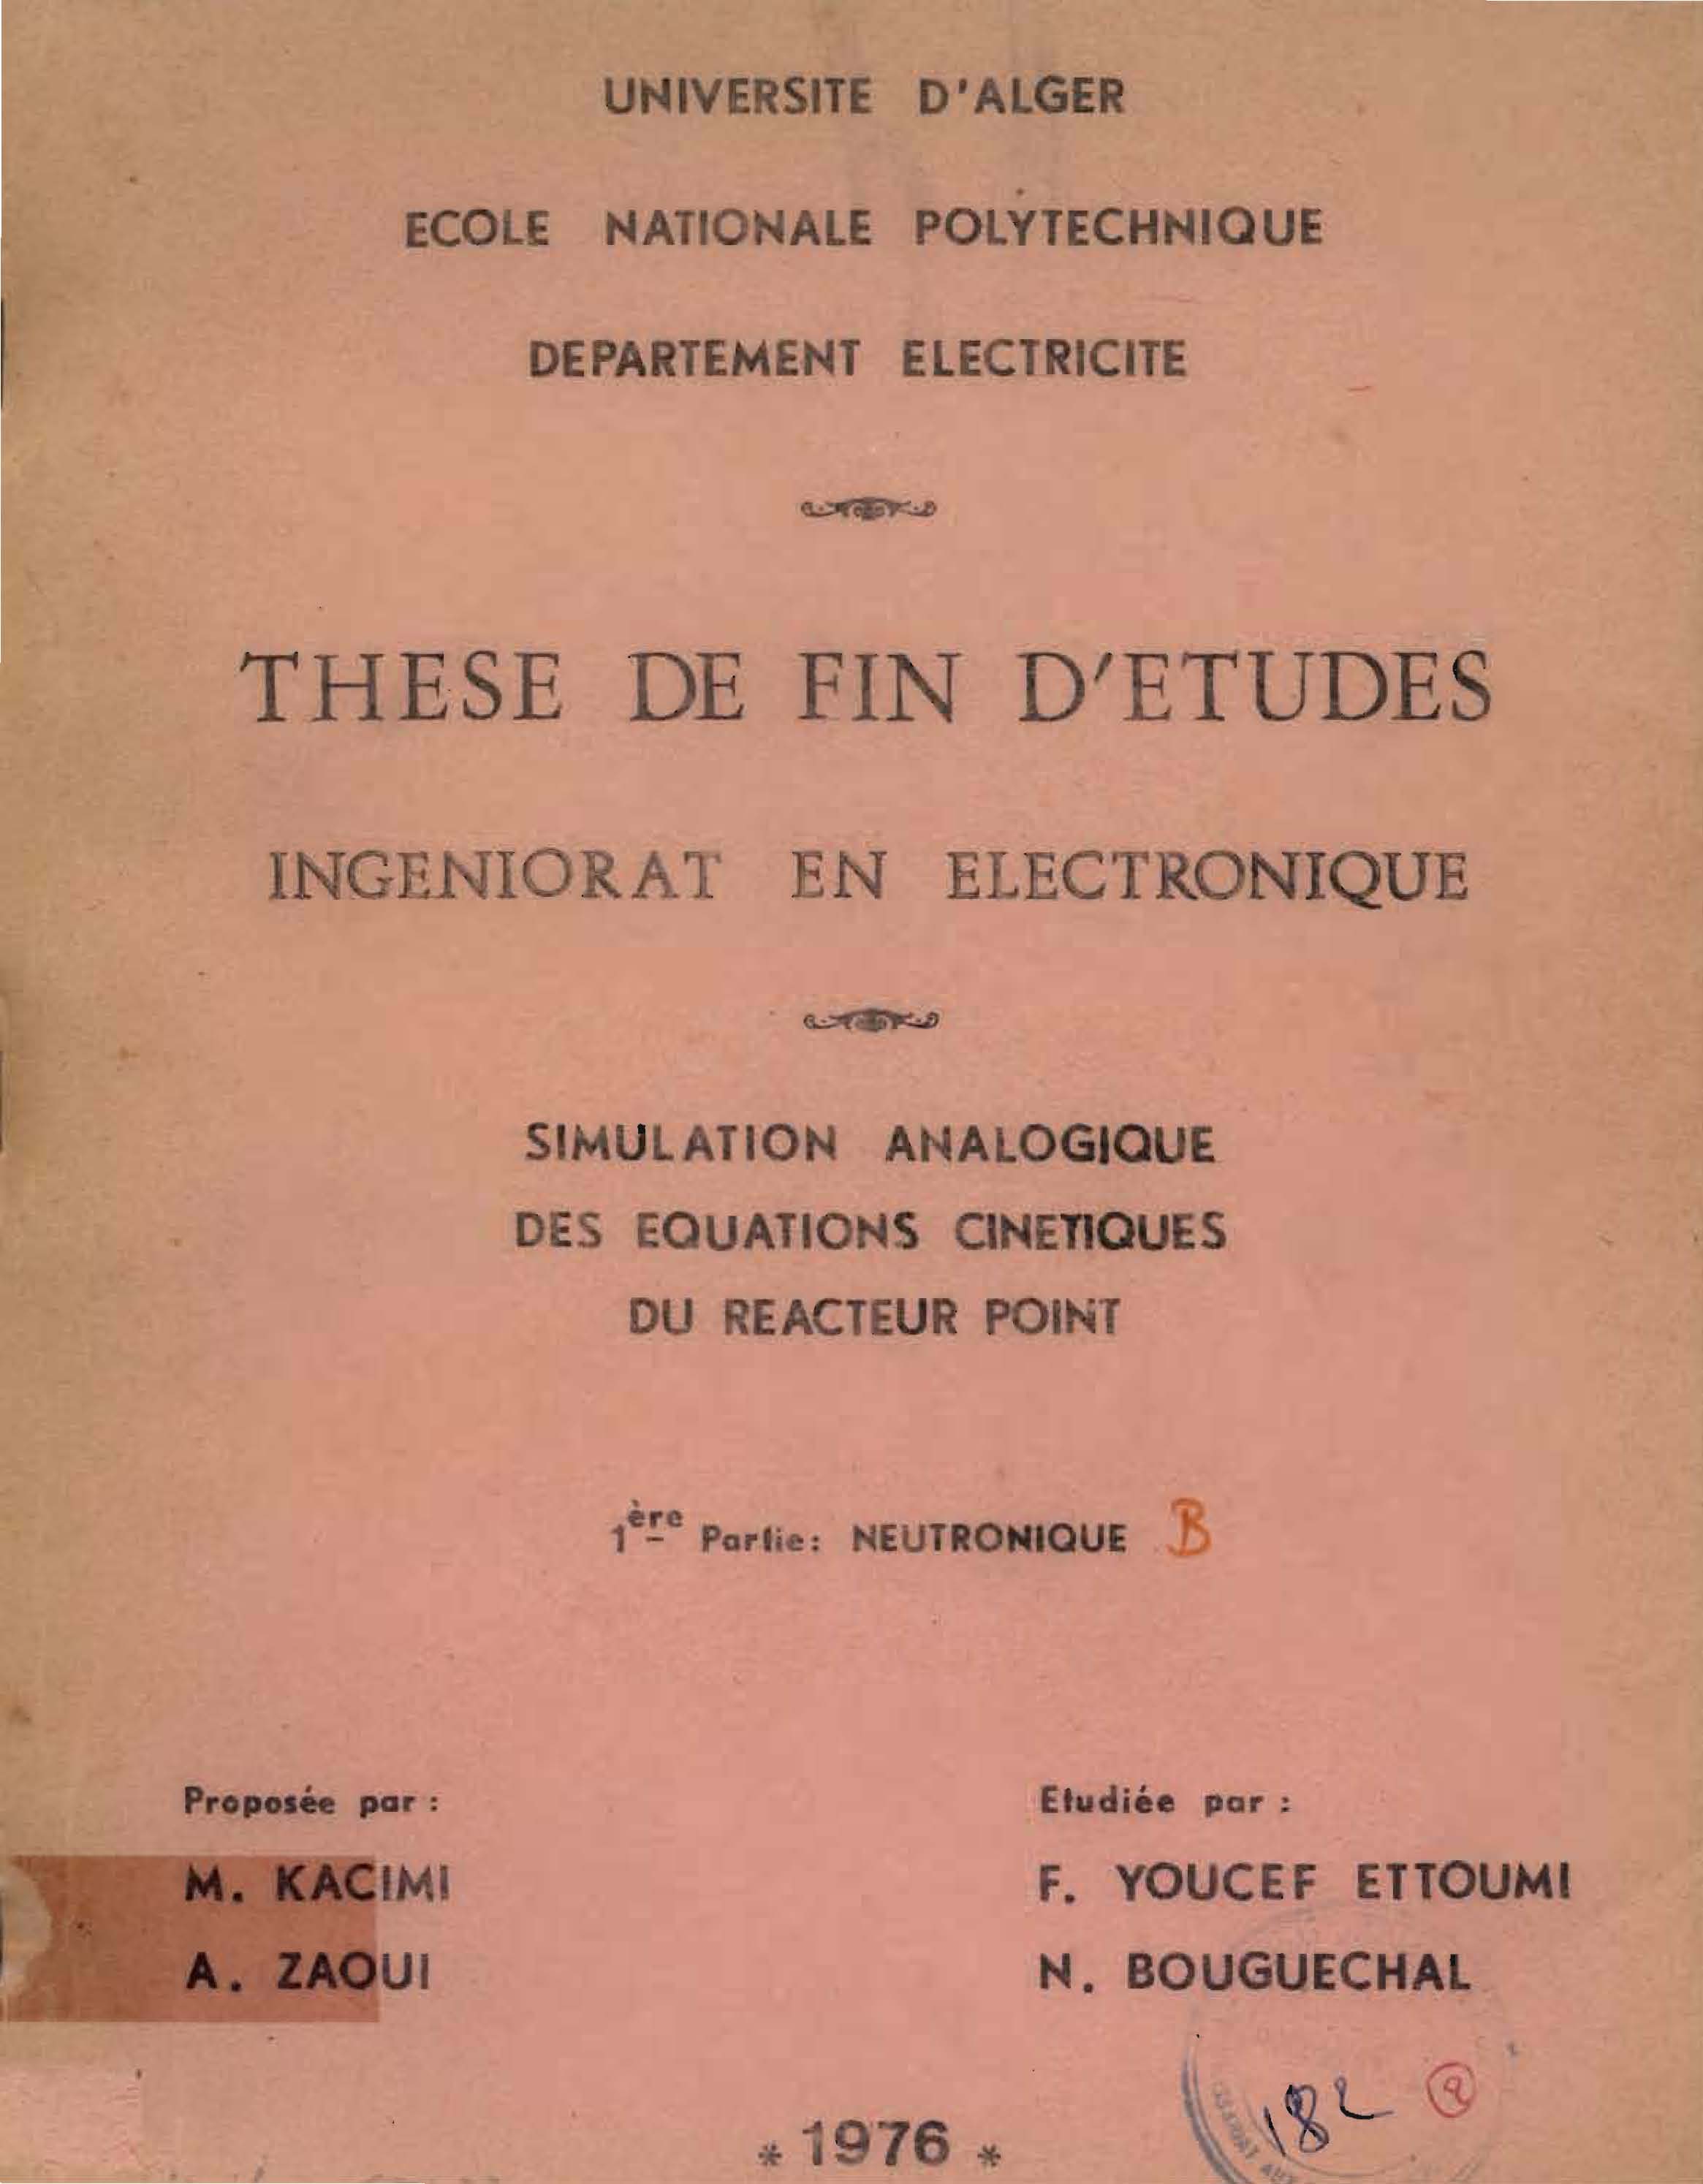 UNIVERSITE D'ALGER
ECOLE NATIONALE POLYTECHNIQUE
DEPARTEMENT ELECTRICITE
THESE DE FIN D'ETUDES
INGENIORAT EN ELECTRONIQUE
SIMULATION ANALOGIQUE
DES EQUATIONS CINETIQUES
DU REACTEUR POINT
1ère Partie: NEUTRONIQUE B
Proposée par :
Etudiée par :
M. KACIMI
F. YOUCEF ETTOUMI
A. ZAOUI
N. BOUGUECHAL
182
* 1976 *